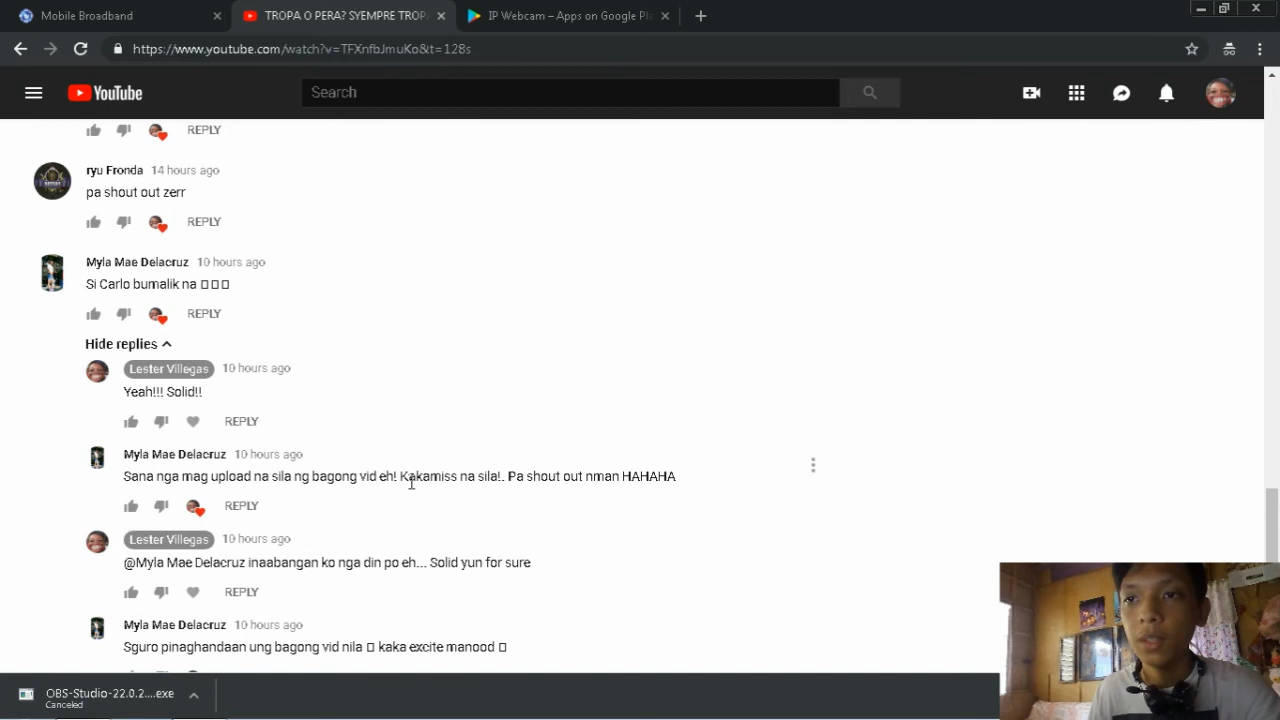 Mobile Broadband
TROPA O PERA? SYEMPRE TROPA
IP Webcam – Apps on Google Pla
https://www.youtube.com/watch?v=TFXnfbJmuKo&t=128s
YouTube
Search
REPLY
ryu Fronda 14 hours ago
pa shout out zerr
REPLY
Myla Mae Delacruz 10 hours ago
Si Carlo bumalik na
REPLY
Hide replies
Lester Villegas 10 hours ago
Yeah!!! Solid!!
REPLY
Myla Mae Delacruz 10 hours ago
Sana nga mag upload na sila ng bagong vid eh! Kakamiss na sila!. Pa shout out nman HAHAHA
REPLY
Lester Villegas 10 hours ago
@Myla Mae Delacruz inaabangan ko nga din po eh... Solid yun for sure
REPLY
Myla Mae Delacruz 10 hours ago
Sguro pinaghandaan ung bagong vid nila kaka excite manood
OBS-Studio-22.0.2....exe
Canceled